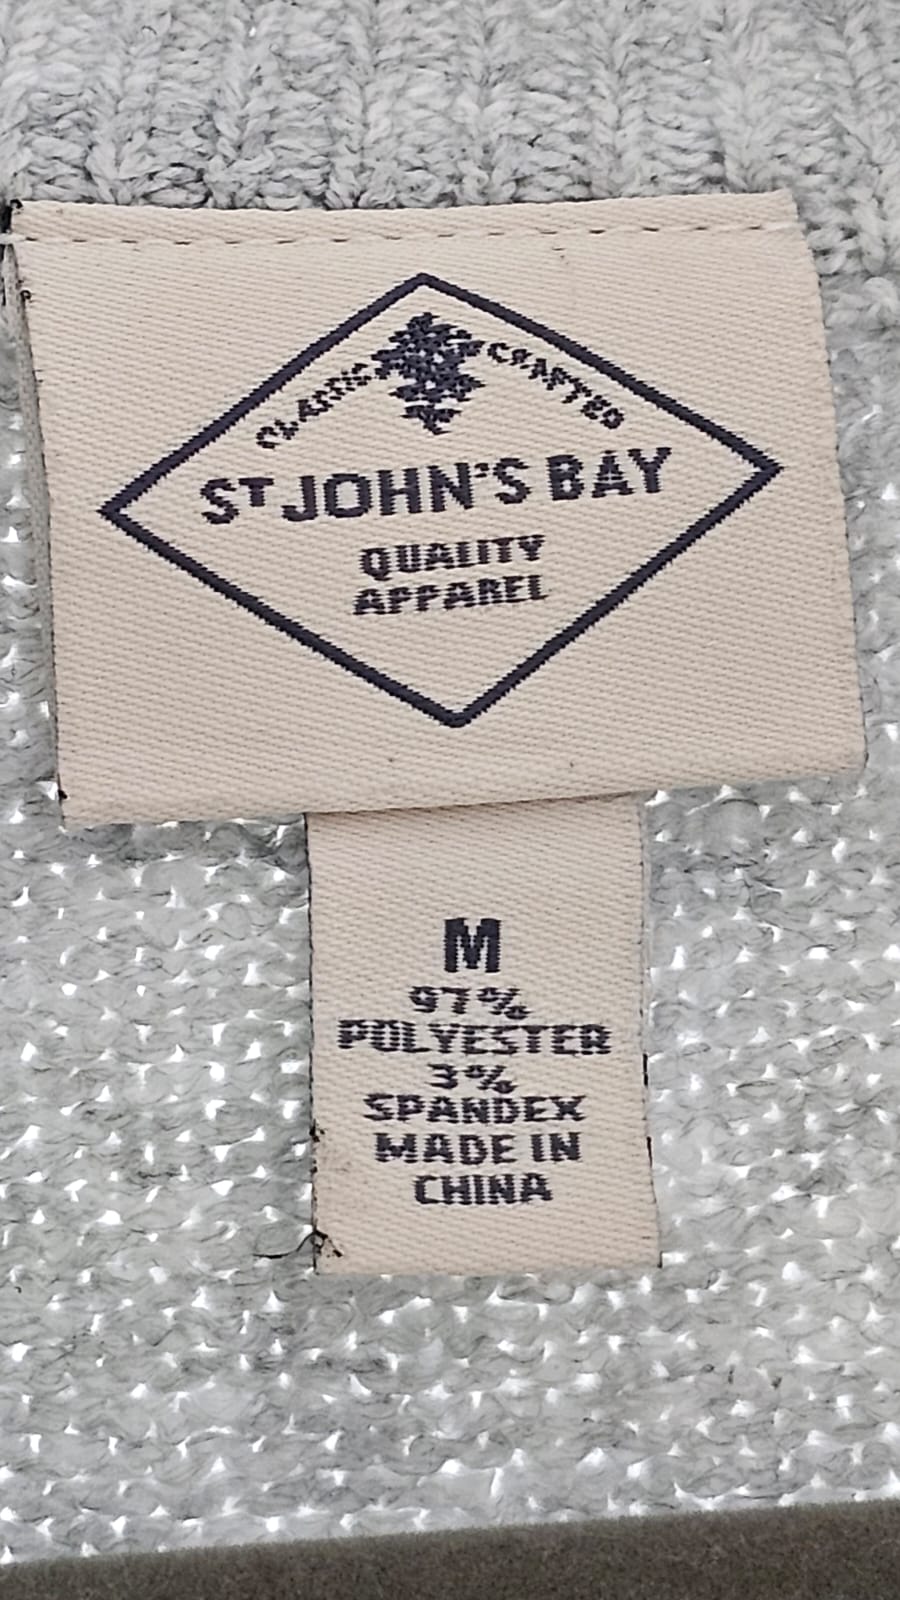 CLASSIC CRAFTED
ST JOHN'S BAY
QUALITY
APPAREL
M
97%
POLYESTER
3%
SPANDEX
MADE IN
CHINA